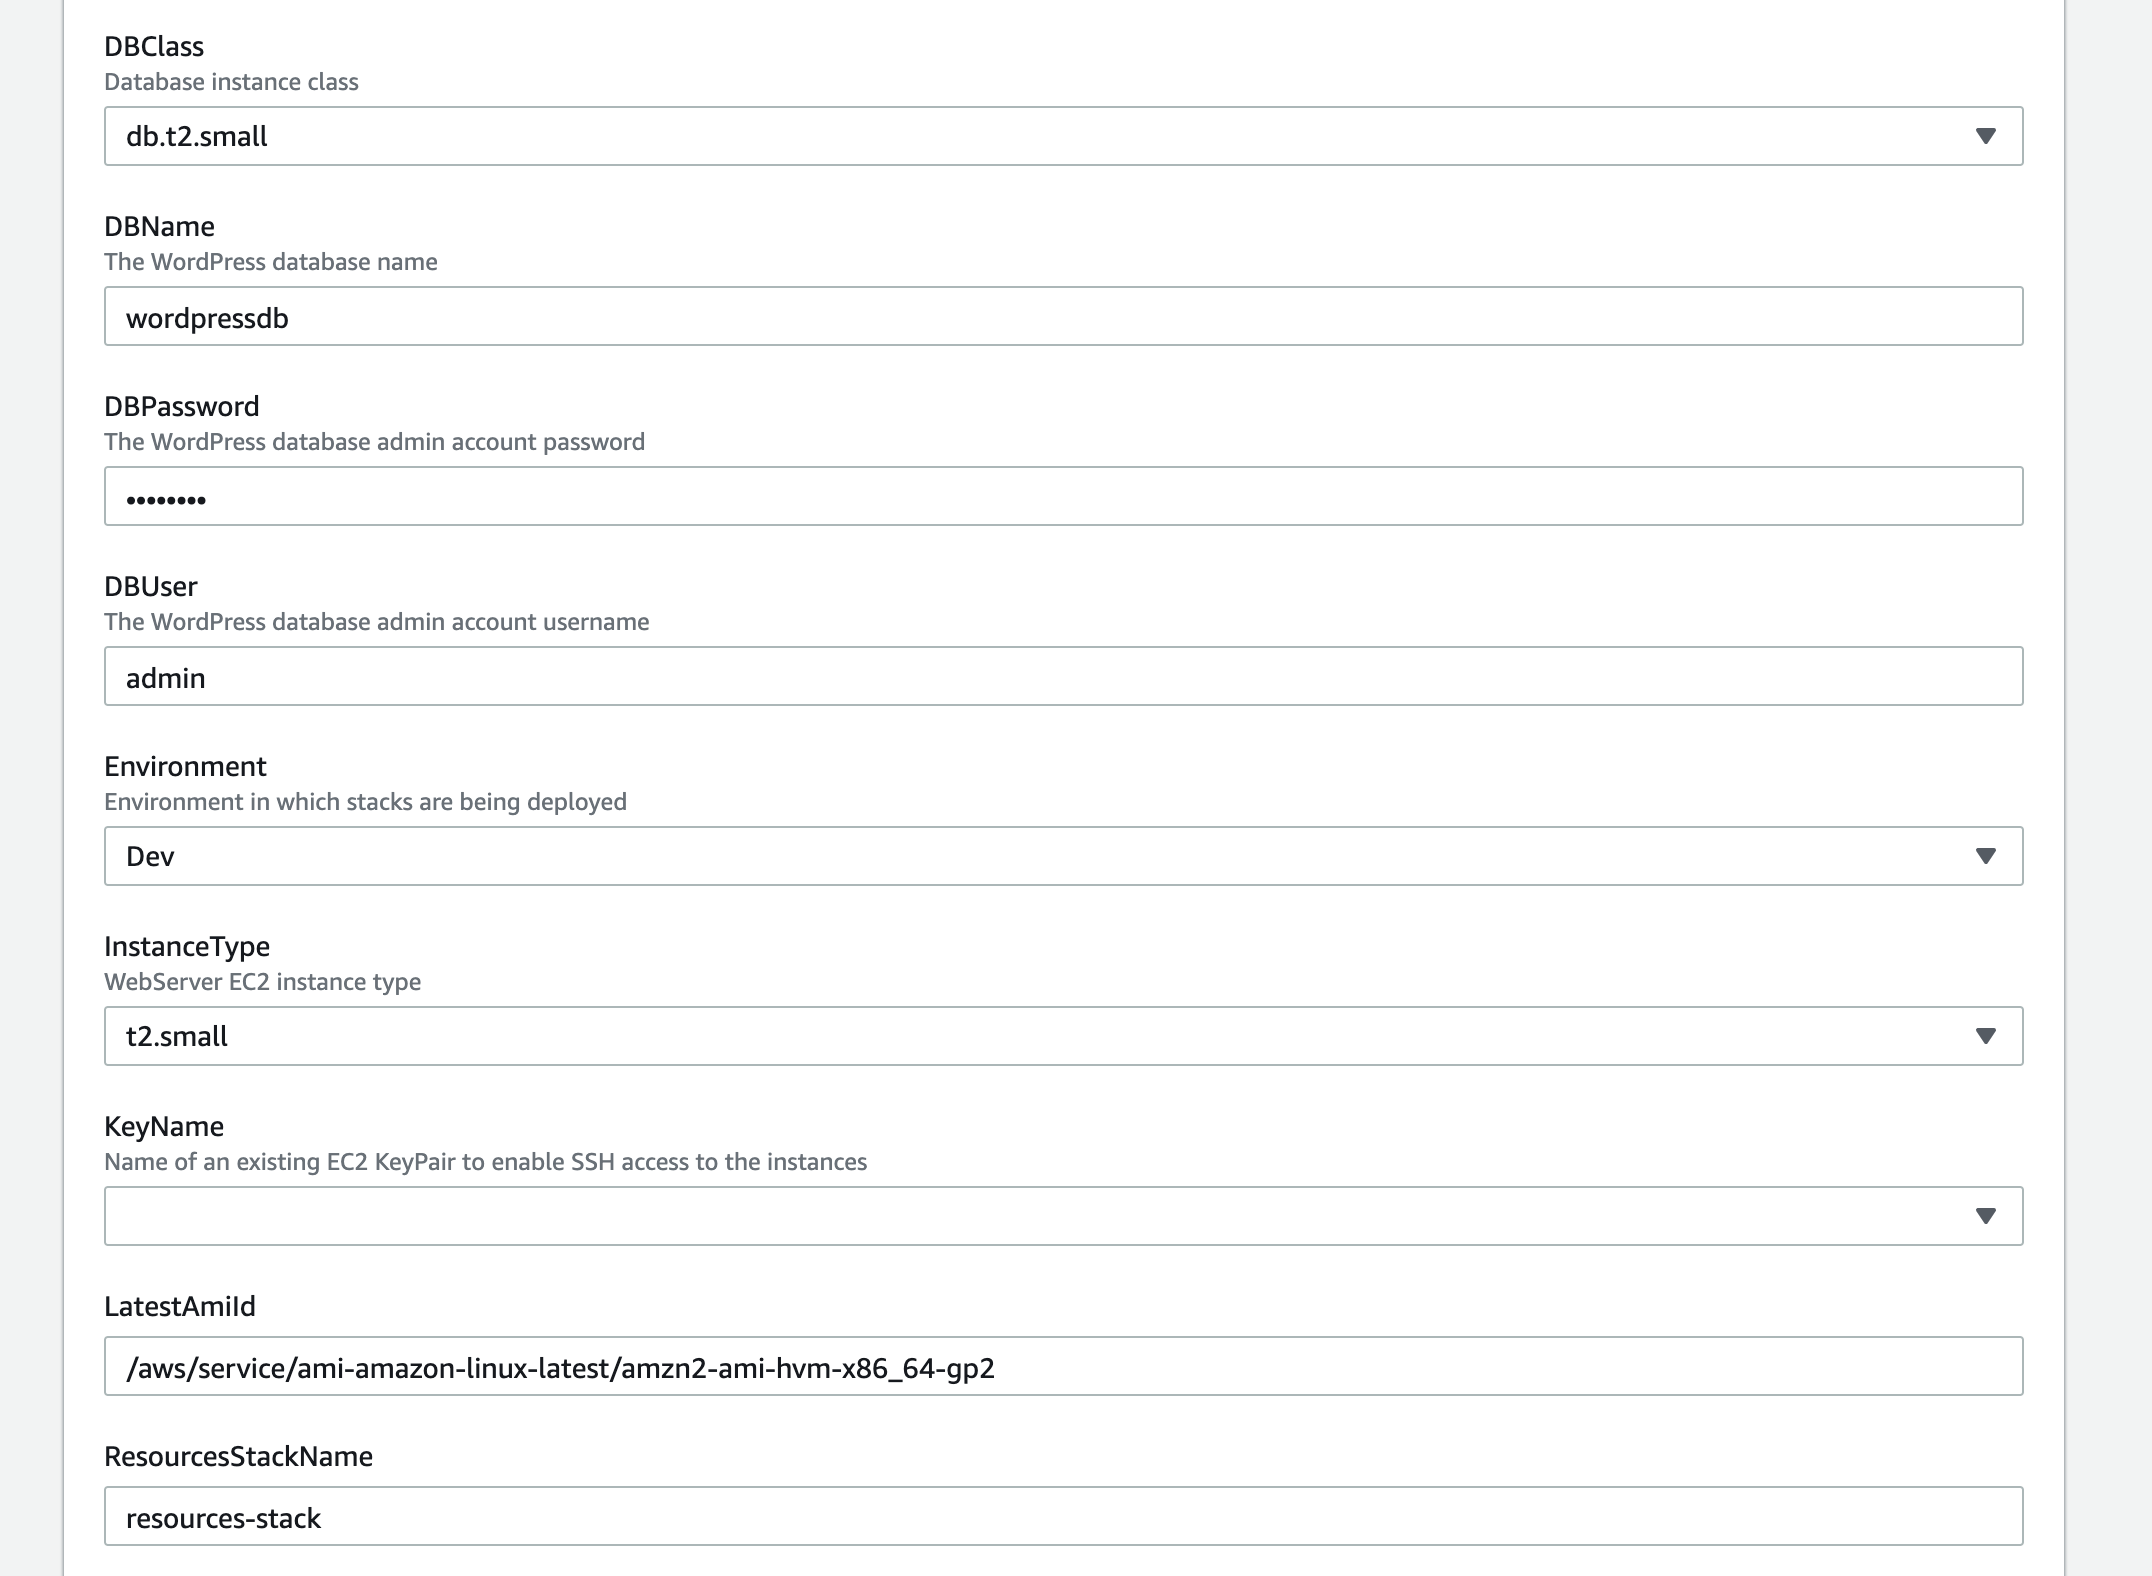 DBClass
Database instance class
db.t2.small
DBName
The WordPress database name
wordpressdb
DBPassword
The WordPress database admin account password
••••••••
DBUser
The WordPress database admin account username
admin
Environment
Environment in which stacks are being deployed
Dev
InstanceType
WebServer EC2 instance type
t2.small
KeyName
Name of an existing EC2 KeyPair to enable SSH access to the instances
LatestAmiId
/aws/service/ami-amazon-linux-latest/amzn2-ami-hvm-x86_64-gp2
ResourcesStackName
resources-stack